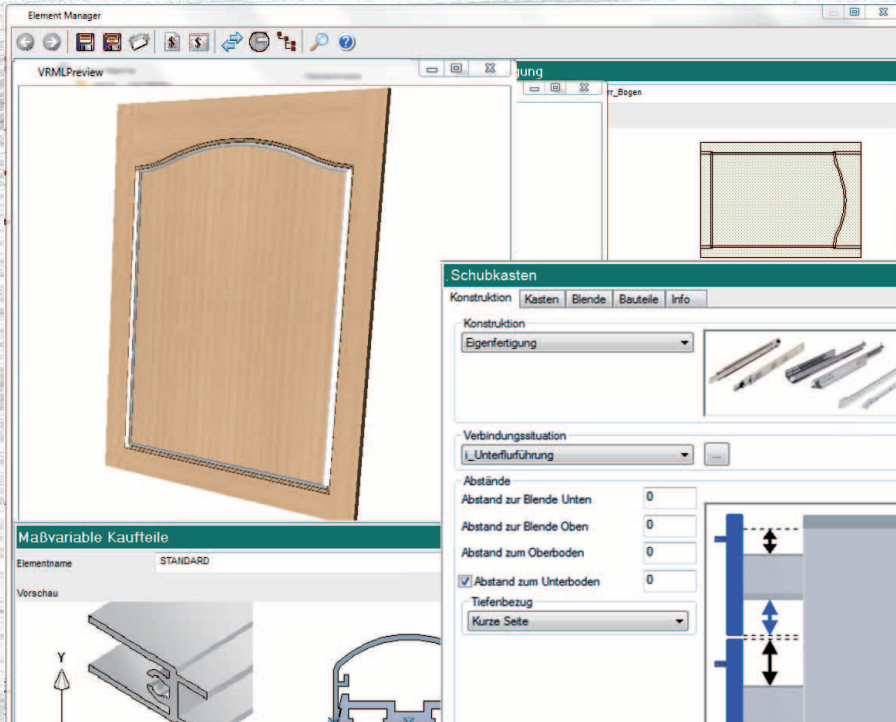 Element Manager
VRMLPreview
gung
rr_Bogen
Schubkasten
Konstruktion Kasten Blende Bauteile Info
Konstruktion
Eigenfertigung
Verbindungssituation
i_Unterflurführung
...
Abstände
Abstand zur Blende Unten 0
Abstand zur Blende Oben 0
Abstand zum Oberboden 0
Abstand zum Unterboden 0
Tiefenbezug
Kurze Seite
Maßvariable Kaufteile
Elementname STANDARD
Vorschau
Y